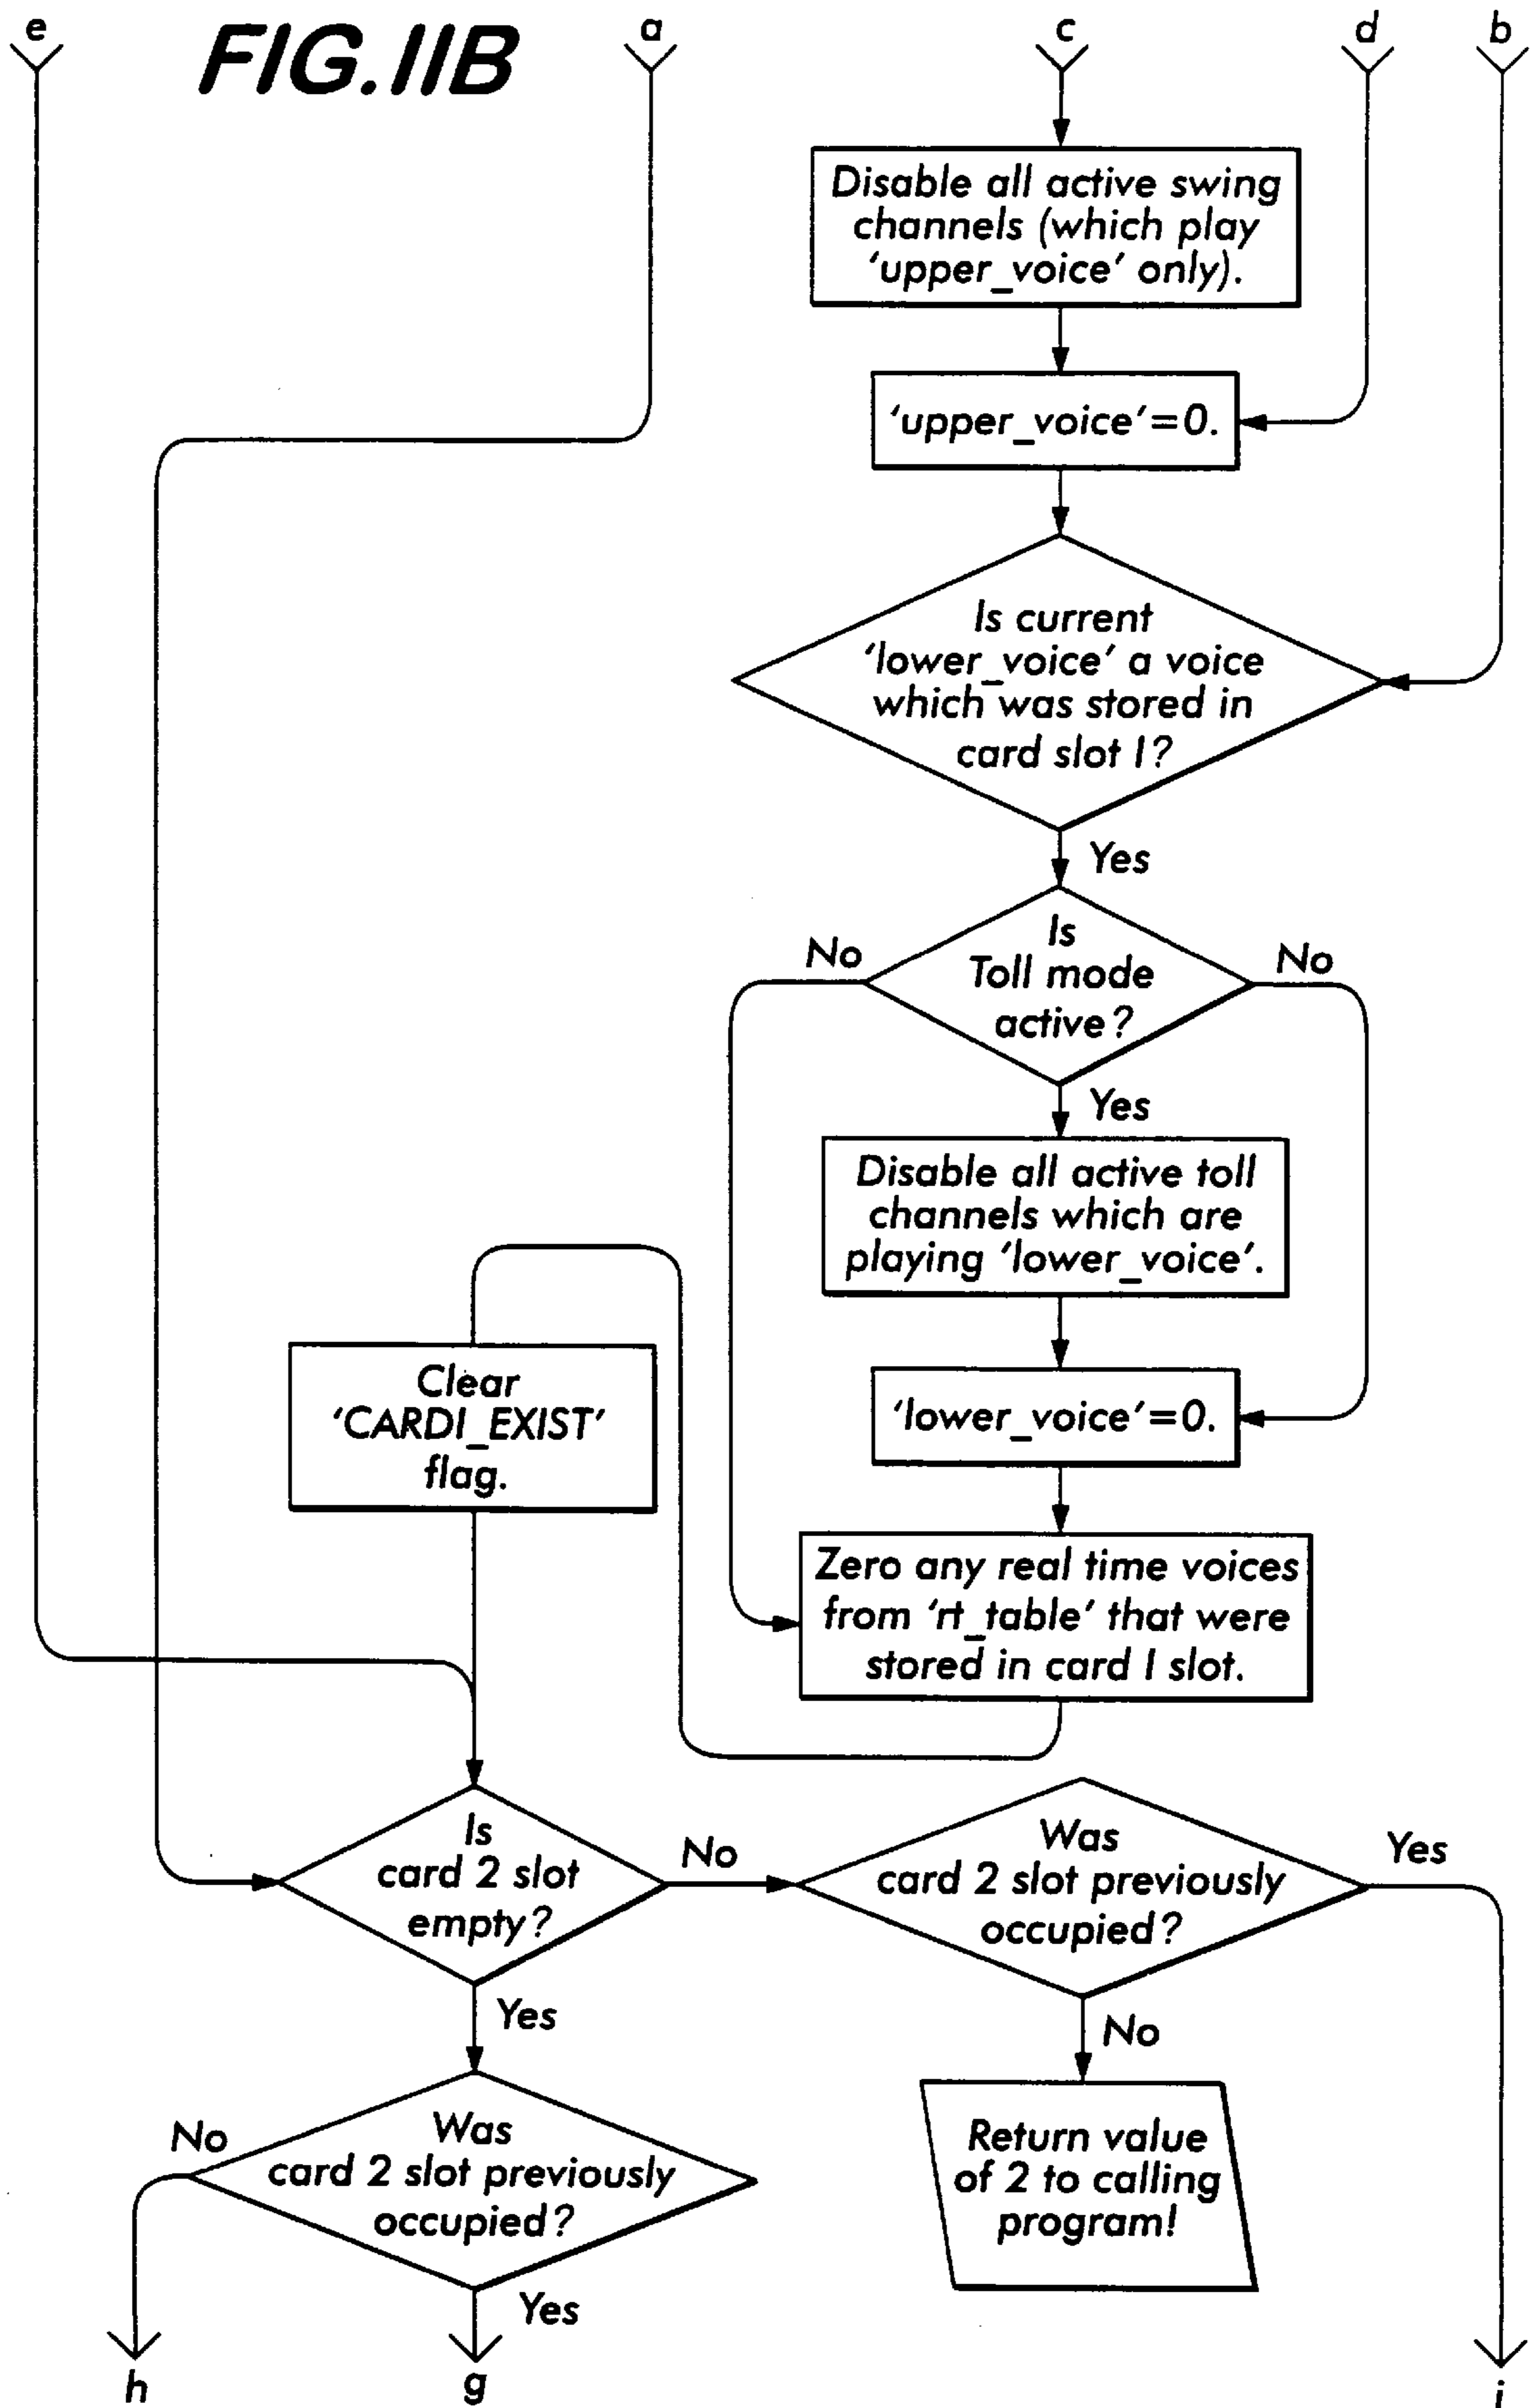 e
FIG.11B
a
c
d
b
Disable all active swing
channels (which play
'upper_voice' only).
'upper_voice'=0.
Is current
'lower_voice' a voice
which was stored in
card slot 1?
Yes
Is
Toll mode
active?
No
No
Yes
Disable all active toll
channels which are
playing 'lower_voice'.
Clear
'CARD1_EXIST'
flag.
'lower_voice'=0.
Zero any real time voices
from 'rt_table' that were
stored in card 1 slot.
Is
card 2 slot
empty?
No
Was
card 2 slot previously
occupied?
Yes
Yes
No
No
Was
card 2 slot previously
occupied?
Return value
of 2 to calling
program!
Yes
h
g
i